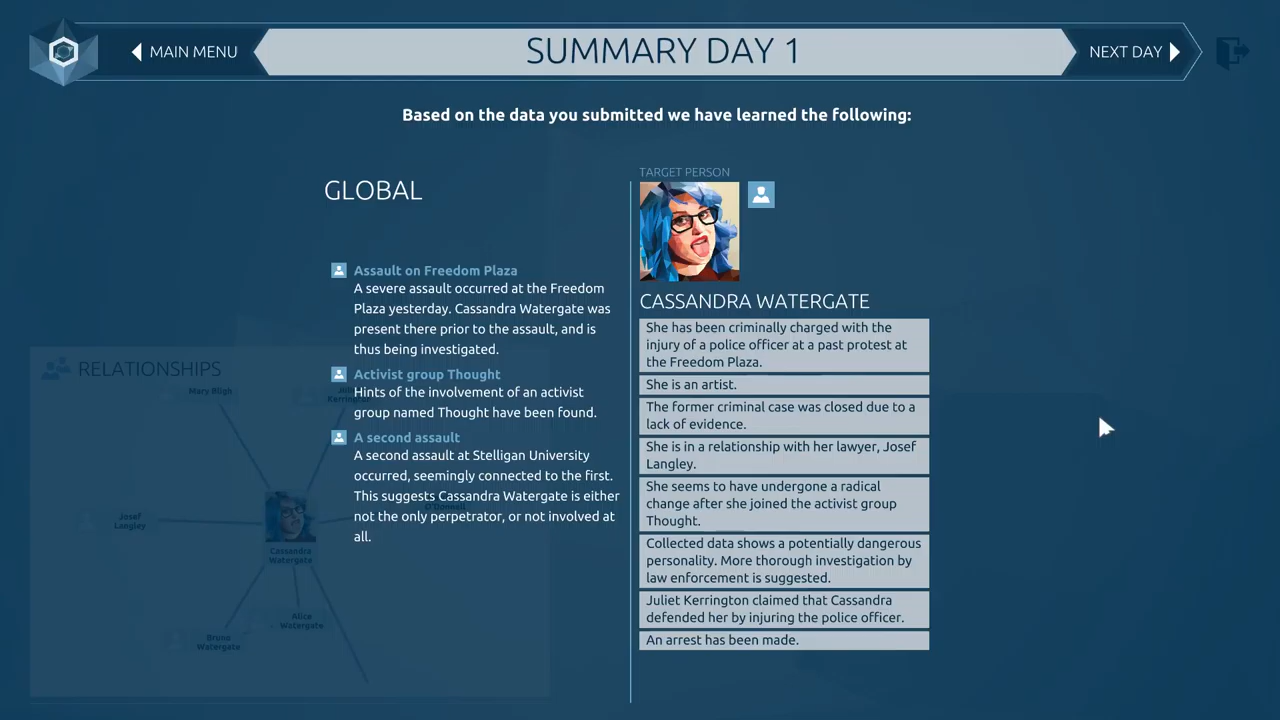 MAIN MENU
SUMMARY DAY 1
NEXT DAY
Based on the data you submitted we have learned the following:
GLOBAL
Assault on Freedom Plaza
A severe assault occurred at the Freedom
Plaza yesterday. Cassandra Watergate was
present there prior to the assault, and is
thus being investigated.
Activist group Thought
Hints of the involvement of an activist
group named Thought have been found.
A second assault
A second assault at Stelligan University
occurred, seemingly connected to the first.
This suggests Cassandra Watergate is either
not the only perpetrator, or not involved at
all.
TARGET PERSON
CASSANDRA WATERGATE
She has been criminally charged with the
injury of a police officer at a past protest at
the Freedom Plaza.
She is an artist.
The former criminal case was closed due to a
lack of evidence.
She is in a relationship with her lawyer, Josef
Langley.
She seems to have undergone a radical
change after she joined the activist group
Thought.
Collected data shows a potentially dangerous
personality. More thorough investigation by
law enforcement is suggested.
Juliet Kerrington claimed that Cassandra
defended her by injuring the police officer.
An arrest has been made.
RELATIONSHIPS
Mary Bligh
Kerrington
Josef
Langley
O'Donnell
Cassandra
Watergate
Alice
Watergate
Bruno
Watergate